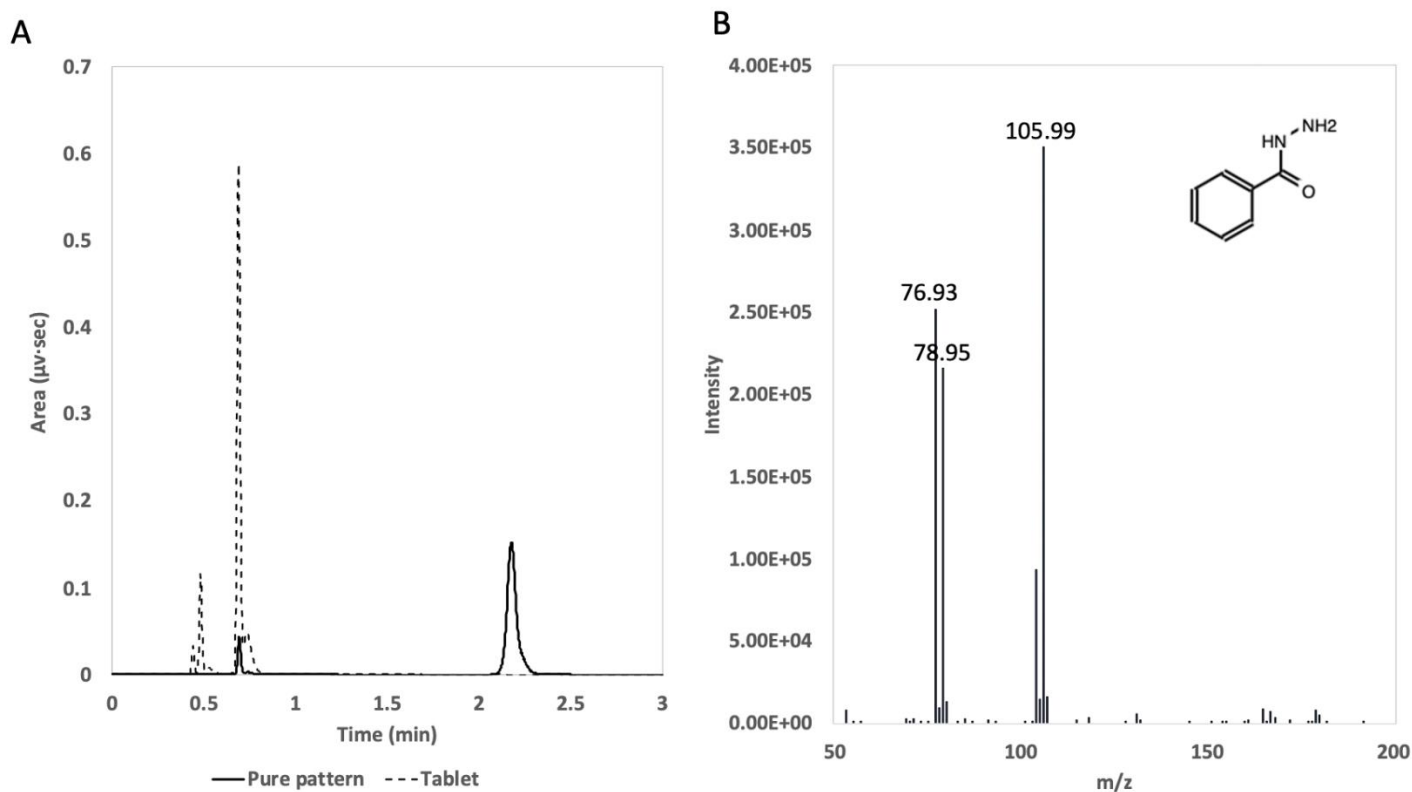 A
0.7
0.6
0.5
0.4
0.3
0.2
0.1
0
0 0.5 1 1.5 2 2.5 3
Area (µv·sec)
Time (min)
Pure pattern Tablet
B
4.00E+05
3.50E+05
3.00E+05
2.50E+05
2.00E+05
1.50E+05
1.00E+05
5.00E+04
0.00E+00
50 100 150 200
Intensity
m/z
105.99
76.93
78.95
HN
NH2
O